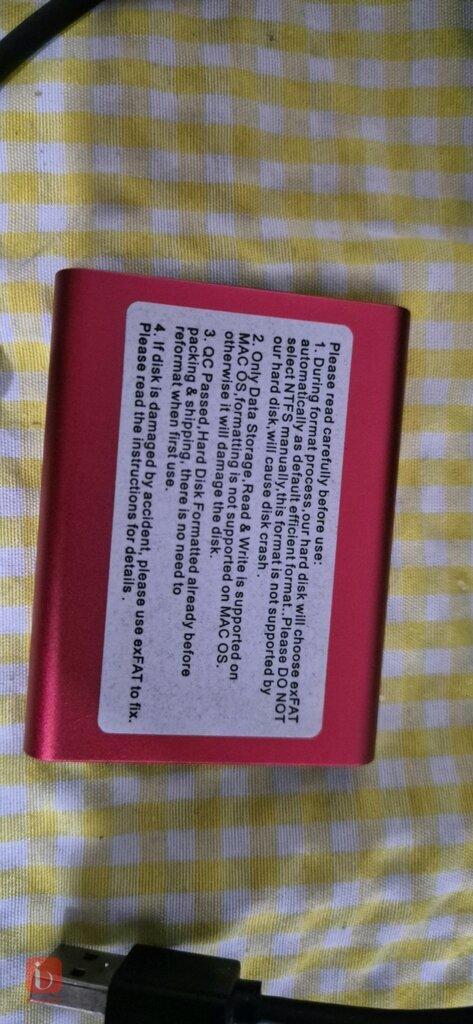 Please read carefully before use:
1. During format process,our hard disk will choose exFAT
automatically as default efficient format..Please DO NOT
select NTFS manually,this format is not supported by
our hard disk,will cause disk crash .
2. Only Data Storage,Read & Write is supported on
MAC OS,formatting is not supported on MAC OS.
otherwise it will damage the disk.
3. QC Passed,Hard Disk Formatted already before
packing & shipping, there is no need to
reformat when first use.
4. If disk is damaged by accident, please use exFAT to fix.
Please read the instructions for details .